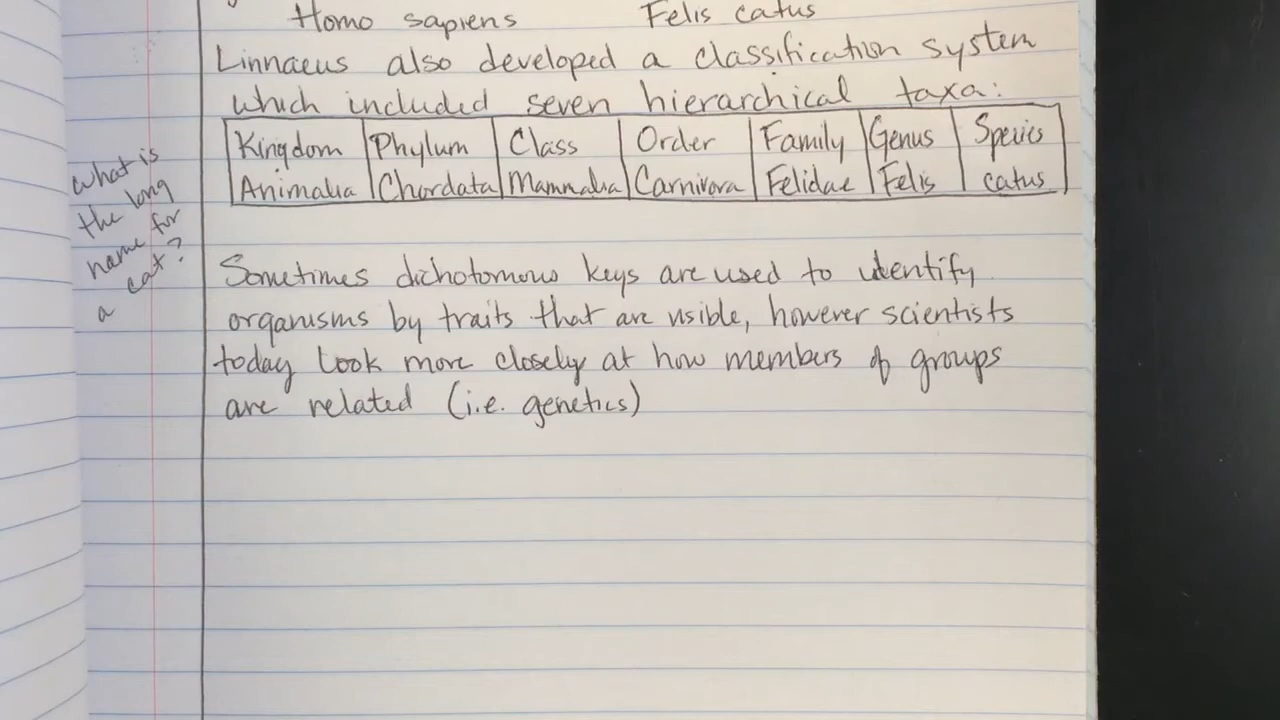 Homo sapiens Felis catus
Linnaeus also developed a classification system
which included seven hierarchical taxa:
Kingdom Phylum Class Order Family Genus Species
Animalia Chordata Mammalia Carnivora Felidae Felis catus
What is
the long
name for
a cat?
Sometimes dichotomous keys are used to identify
organisms by traits that are visible, however scientists
today look more closely at how members of groups
are related (i.e. genetics)